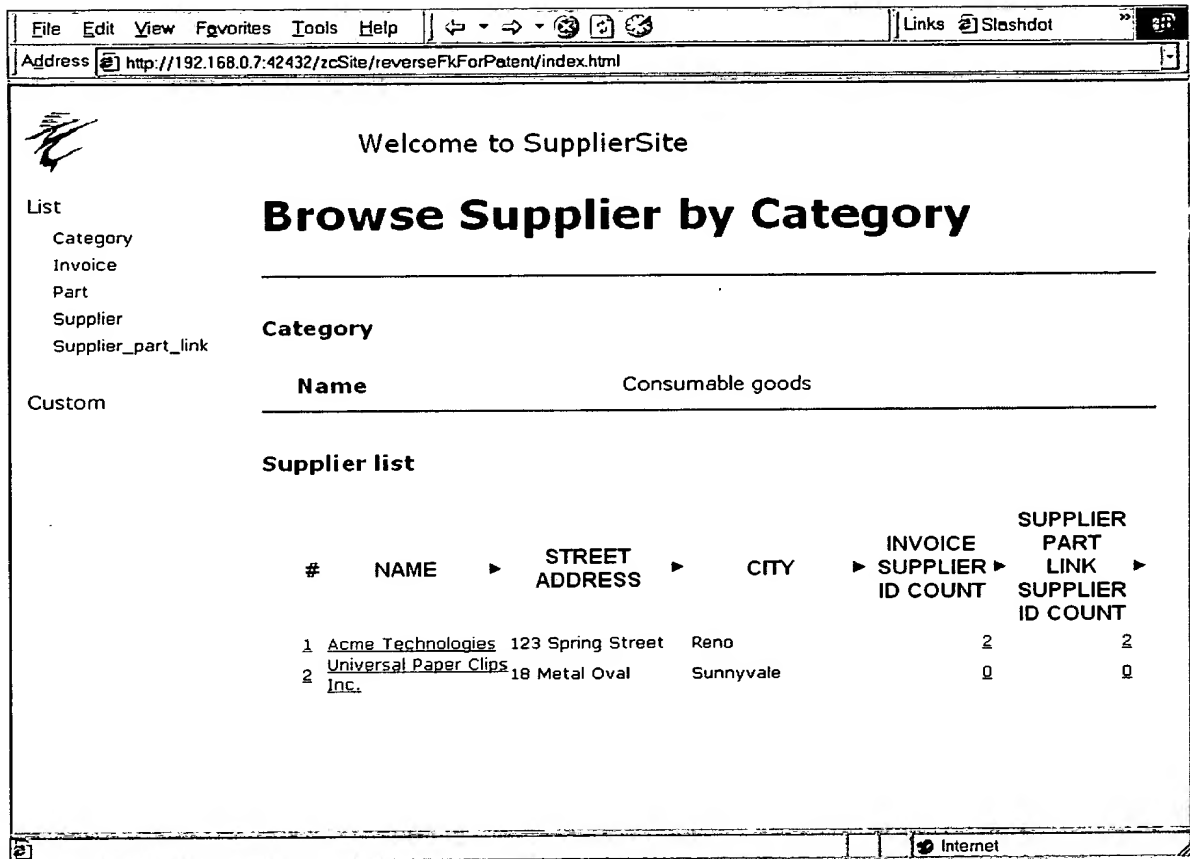 File Edit View Favorites Tools Help Links Slashdot »
Address http://192.168.0.7:42432/zcSite/reverseFkForPatent/index.html
Welcome to SupplierSite
List
Category
Invoice
Part
Supplier
Supplier_part_link
Custom
Browse Supplier by Category
Category
Name Consumable goods
Supplier list
# NAME STREET ADDRESS CITY INVOICE SUPPLIER ID COUNT SUPPLIER PART LINK SUPPLIER ID COUNT
1 Acme Technologies 123 Spring Street Reno 2 2
2 Universal Paper Clips Inc. 18 Metal Oval Sunnyvale 0 0
Internet